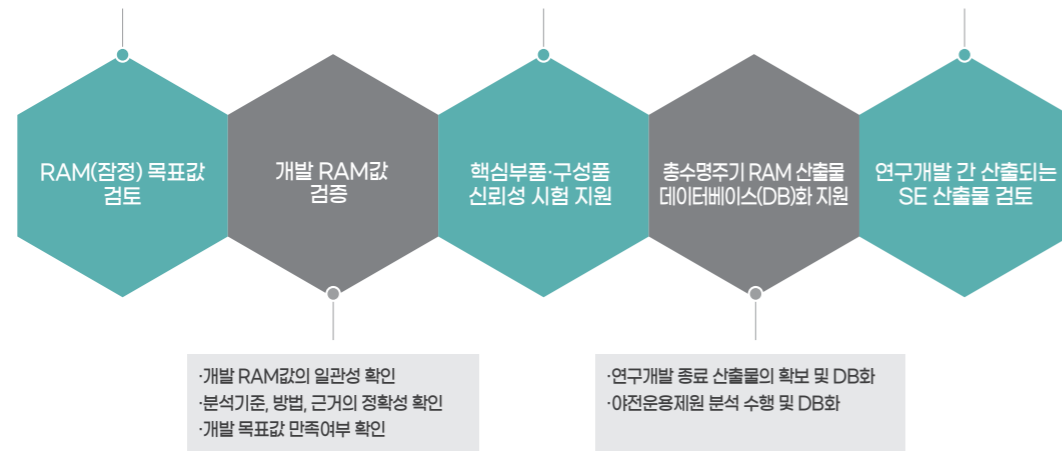 RAM(잠정) 목표값
검토
개발 RAM값
검증
핵심부품·구성품
신뢰성 시험 지원
총수명주기 RAM 산출물
데이터베이스(DB)화 지원
연구개발 간 산출되는
SE 산출물 검토
·개발 RAM값의 일관성 확인
·분석기준, 방법, 근거의 정확성 확인
·개발 목표값 만족여부 확인
·연구개발 종료 산출물의 확보 및 DB화
·야전운용제원 분석 수행 및 DB화